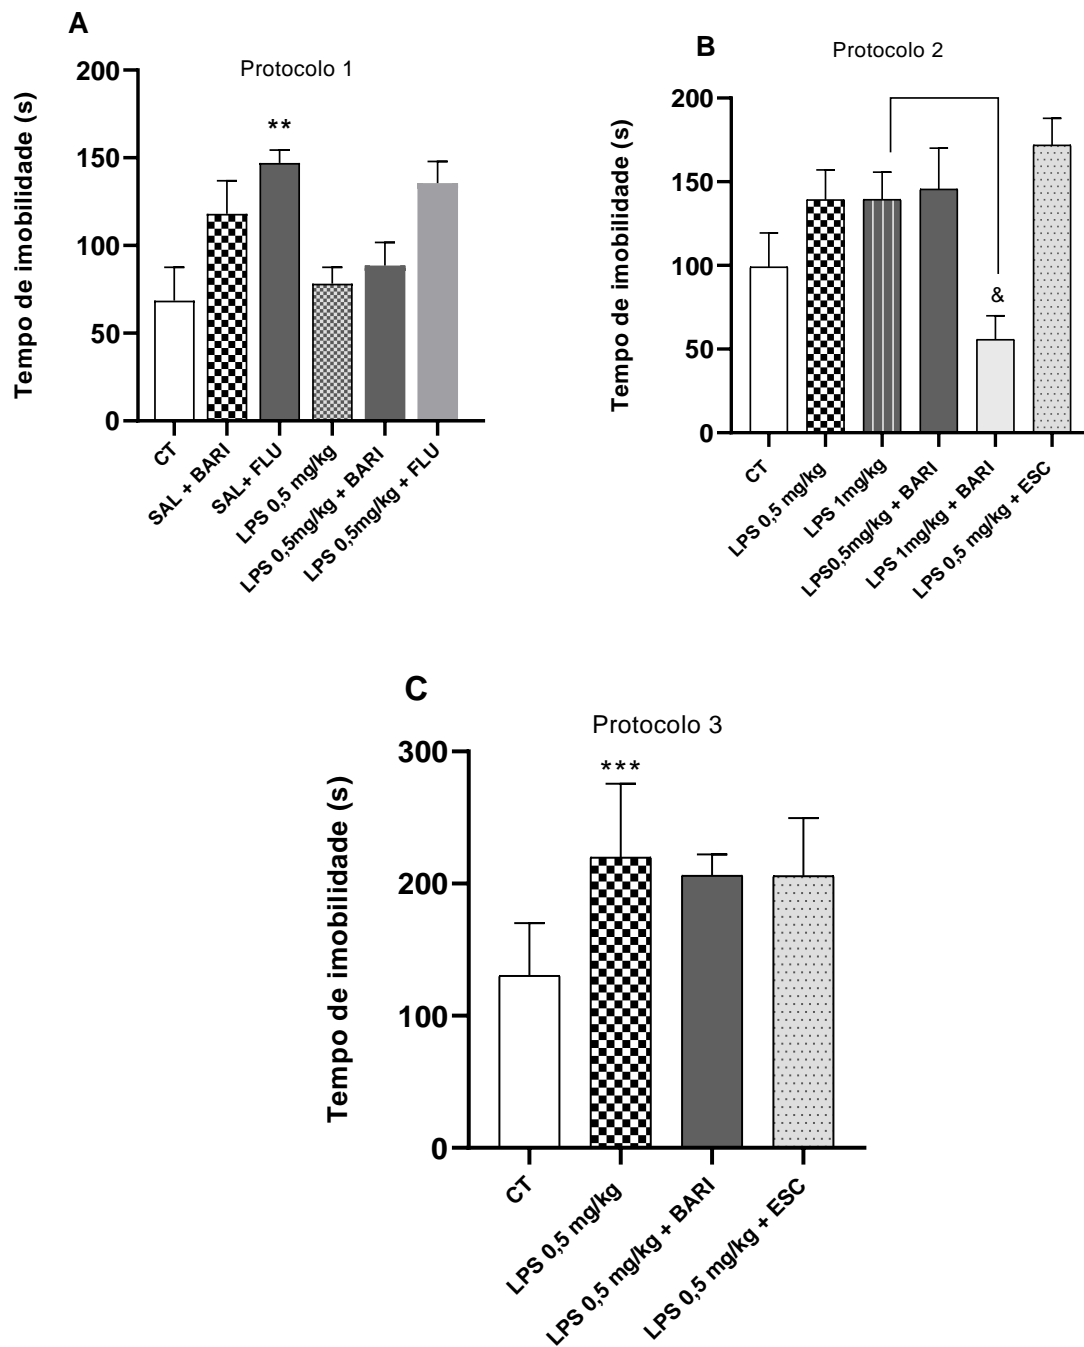 A
Protocolo 1
Tempo de imobilidade (s)
200
150
100
50
0
**
CT
SAL + BARI
SAL+ FLU
LPS 0,5 mg/kg
LPS 0,5mg/kg + BARI
LPS 0,5mg/kg + FLU
B
Protocolo 2
Tempo de imobilidade (s)
200
150
100
50
0
&
CT
LPS 0,5 mg/kg
LPS 1mg/kg
LPS0,5mg/kg + BARI
LPS 1mg/kg + BARI
LPS 0,5 mg/kg + ESC
C
Protocolo 3
Tempo de imobilidade (s)
300
200
100
0
***
CT
LPS 0,5 mg/kg
LPS 0,5 mg/kg + BARI
LPS 0,5 mg/kg + ESC